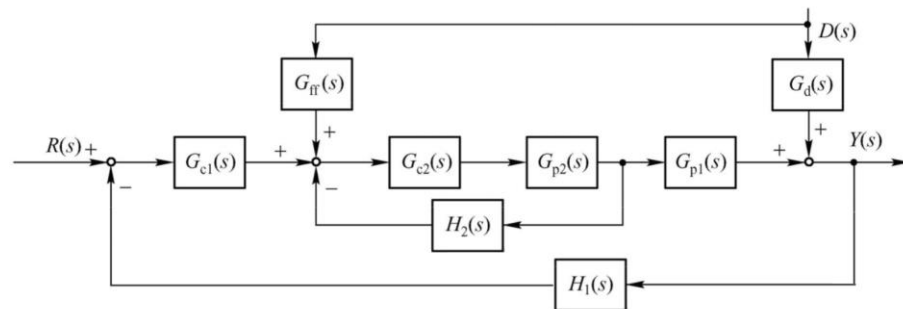 D(s)
G_ff(s)
G_d(s)
+
+
R(s) +
G_c1(s)
+
G_c2(s)
G_p2(s)
G_p1(s)
+
Y(s)
−
−
H_2(s)
H_1(s)